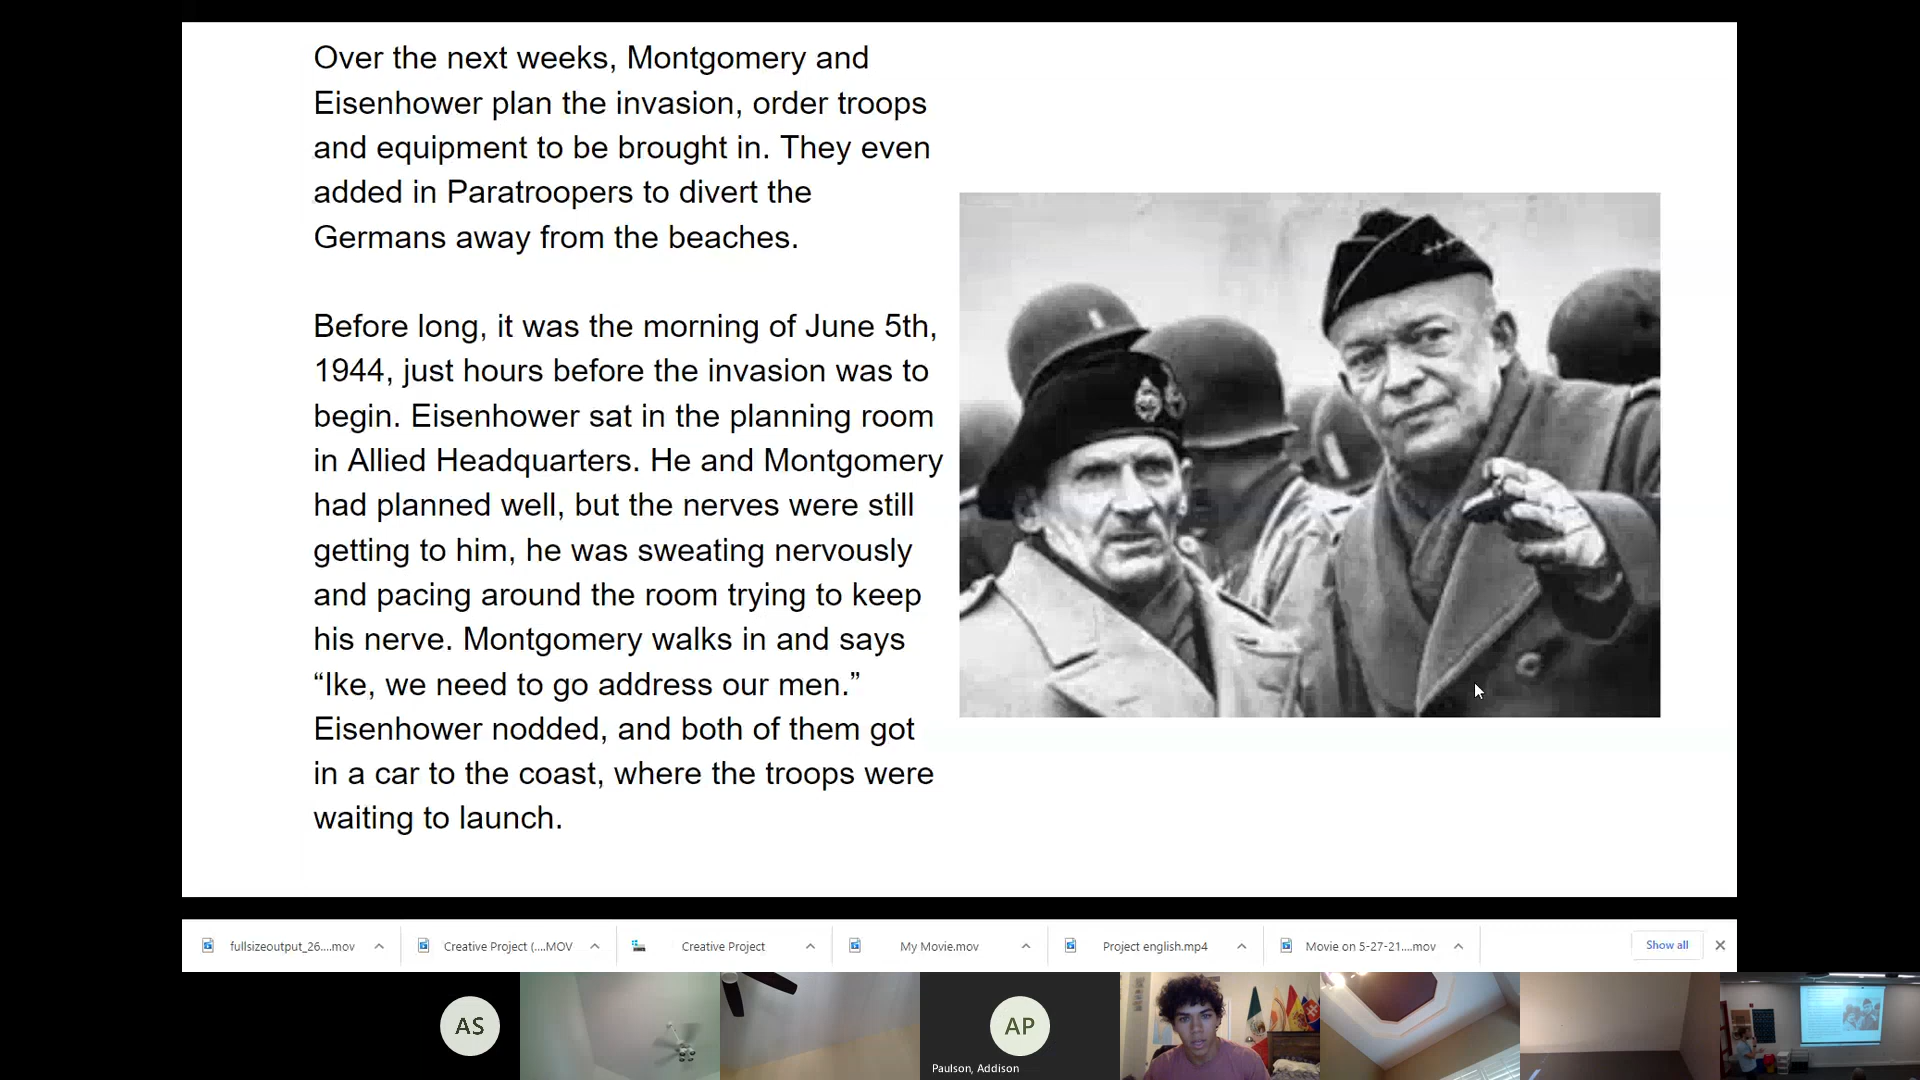 Over the next weeks, Montgomery and
Eisenhower plan the invasion, order troops
and equipment to be brought in. They even
added in Paratroopers to divert the
Germans away from the beaches.
Before long, it was the morning of June 5th,
1944, just hours before the invasion was to
begin. Eisenhower sat in the planning room
in Allied Headquarters. He and Montgomery
had planned well, but the nerves were still
getting to him, he was sweating nervously
and pacing around the room trying to keep
his nerve. Montgomery walks in and says
“Ike, we need to go address our men.”
Eisenhower nodded, and both of them got
in a car to the coast, where the troops were
waiting to launch.
fullsizeoutput_26....mov
Creative Project (....MOV
Creative Project
My Movie.mov
Project english.mp4
Movie on 5-27-21....mov
Show all
AS
AP
Paulson, Addison